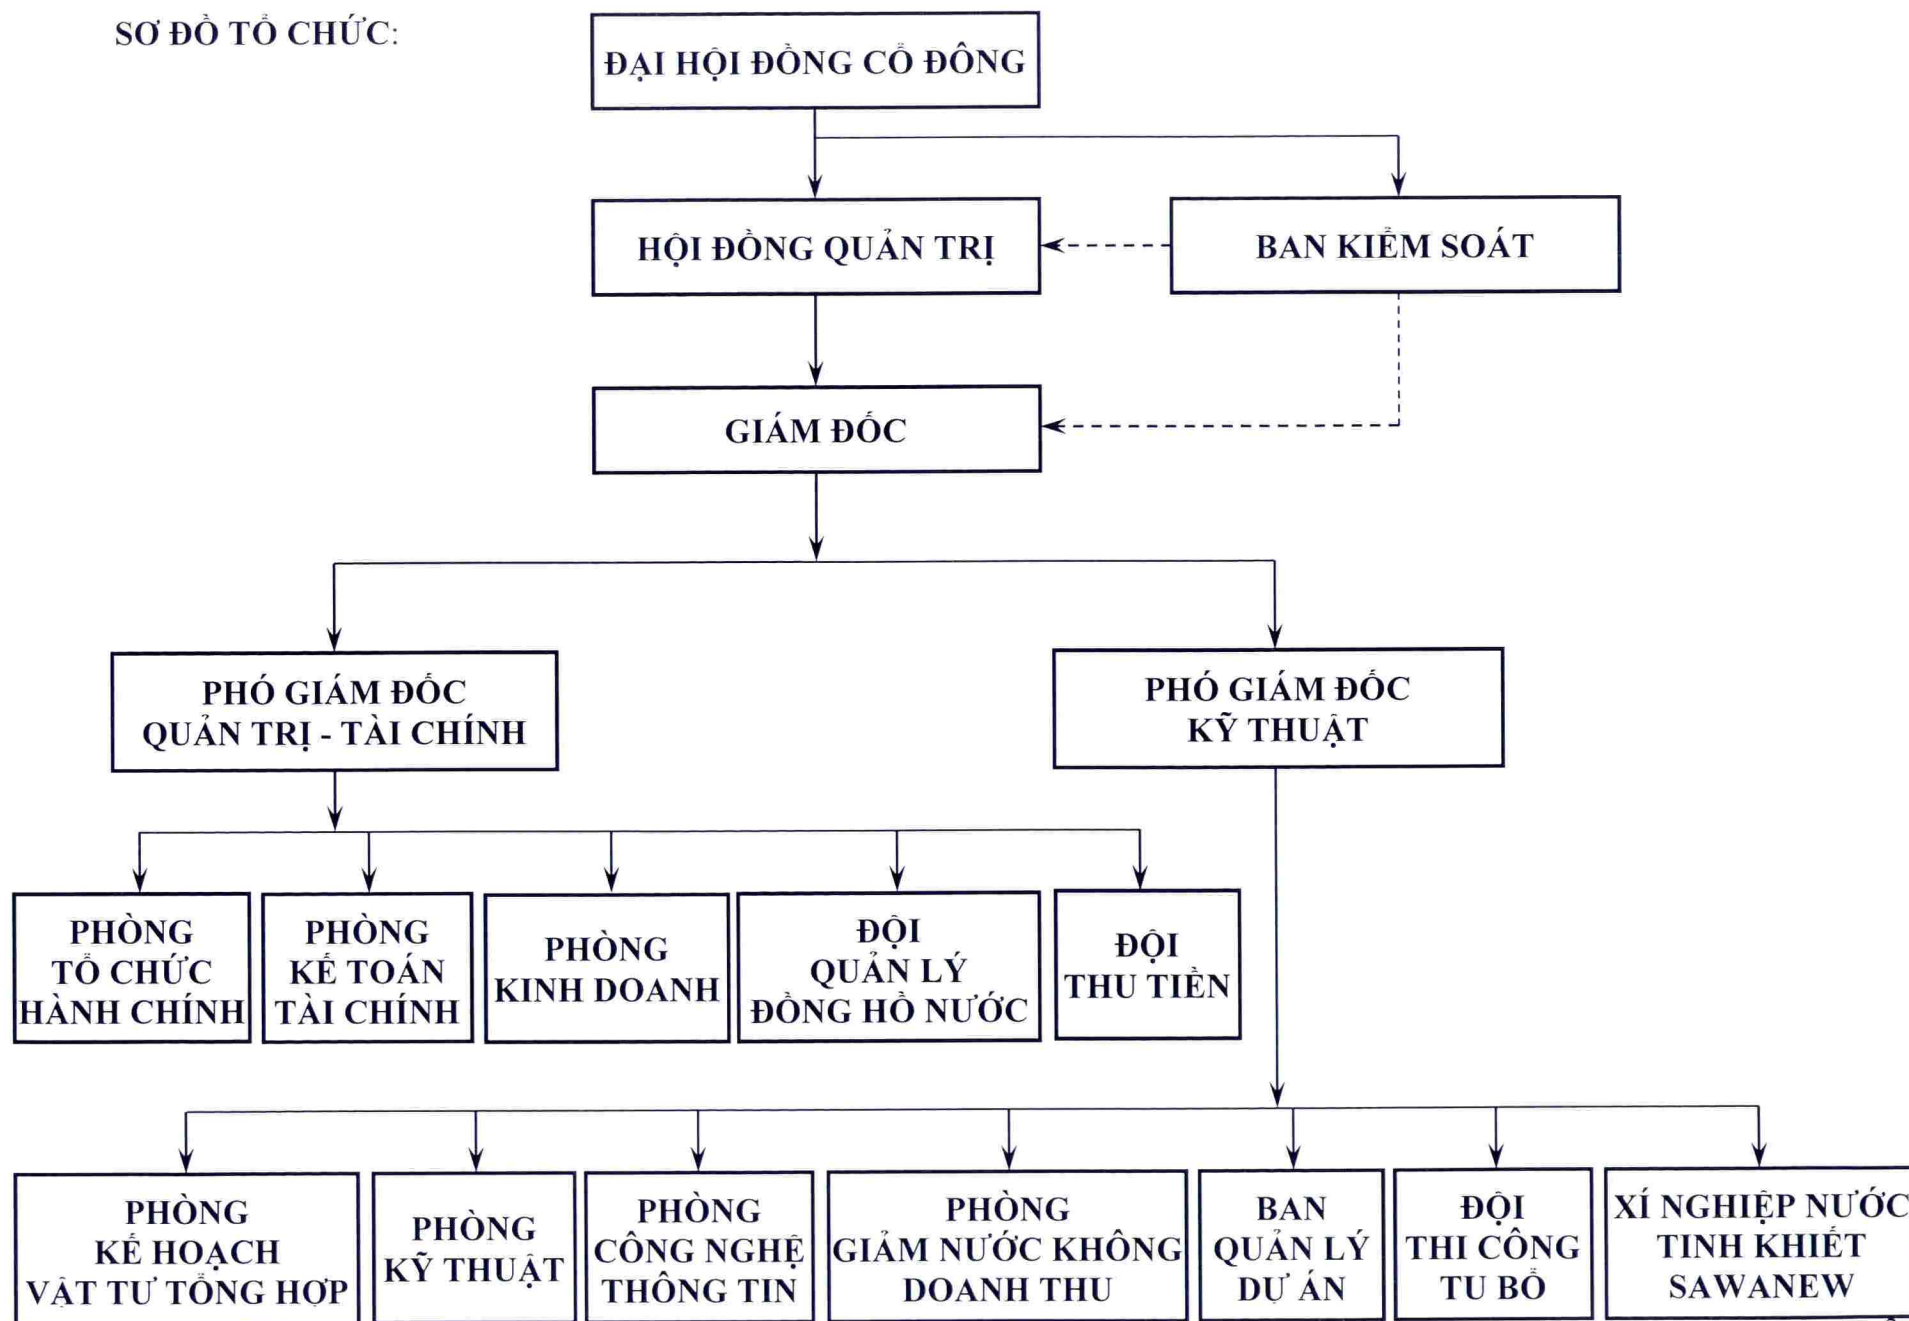 SƠ ĐỒ TỔ CHỨC:
ĐẠI HỘI ĐỒNG CỔ ĐÔNG
HỘI ĐỒNG QUẢN TRỊ
BAN KIỂM SOÁT
GIÁM ĐỐC
PHÓ GIÁM ĐỐC
QUẢN TRỊ - TÀI CHÍNH
PHÓ GIÁM ĐỐC
KỸ THUẬT
PHÒNG
TỔ CHỨC
HÀNH CHÍNH
PHÒNG
KẾ TOÁN
TÀI CHÍNH
PHÒNG
KINH DOANH
ĐỘI
QUẢN LÝ
ĐỒNG HỒ NƯỚC
ĐỘI
THU TIỀN
PHÒNG
KẾ HOẠCH
VẬT TƯ TỔNG HỢP
PHÒNG
KỸ THUẬT
PHÒNG
CÔNG NGHỆ
THÔNG TIN
PHÒNG
GIẢM NƯỚC KHÔNG
DOANH THU
BAN
QUẢN LÝ
DỰ ÁN
ĐỘI
THI CÔNG
TU BỔ
XÍ NGHIỆP NƯỚC
TINH KHIẾT
SAWANEW